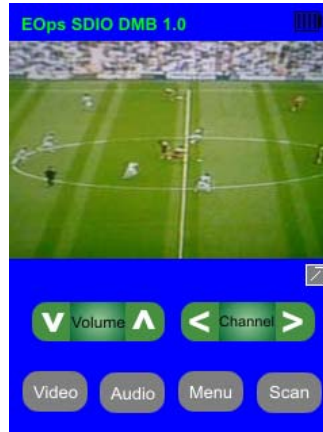 EOps SDIO DMB 1.0
V Volume Λ < Channel >
Video Audio Menu Scan